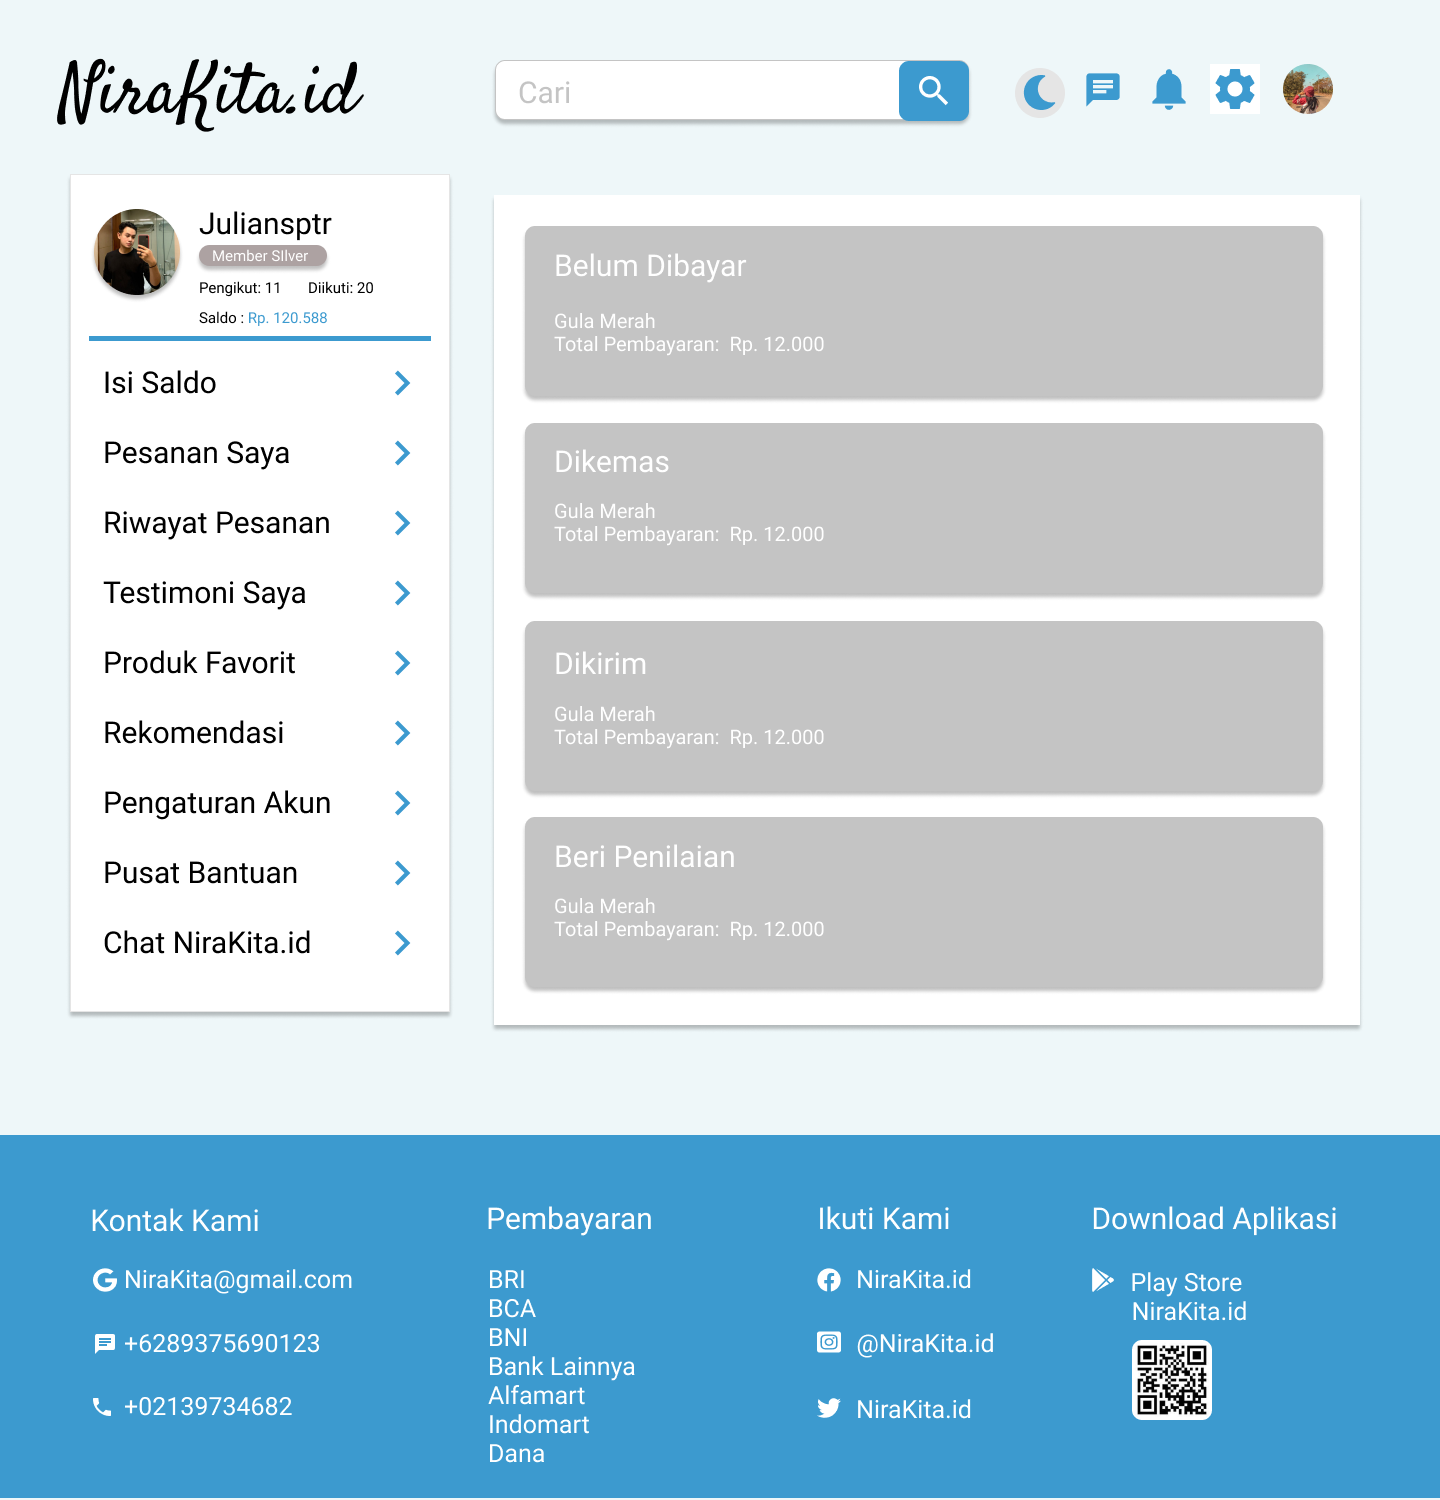 NiraKita.id
Cari
Juliansptr
Member SIlver
Pengikut: 11 Diikuti: 20
Saldo : Rp. 120.588
Isi Saldo
Pesanan Saya
Riwayat Pesanan
Testimoni Saya
Produk Favorit
Rekomendasi
Pengaturan Akun
Pusat Bantuan
Chat NiraKita.id
Belum Dibayar
Gula Merah
Total Pembayaran: Rp. 12.000
Dikemas
Gula Merah
Total Pembayaran: Rp. 12.000
Dikirim
Gula Merah
Total Pembayaran: Rp. 12.000
Beri Penilaian
Gula Merah
Total Pembayaran: Rp. 12.000
Kontak Kami
NiraKita@gmail.com
+6289375690123
+02139734682
Pembayaran
BRI
BCA
BNI
Bank Lainnya
Alfamart
Indomart
Dana
Ikuti Kami
NiraKita.id
@NiraKita.id
NiraKita.id
Download Aplikasi
Play Store
NiraKita.id